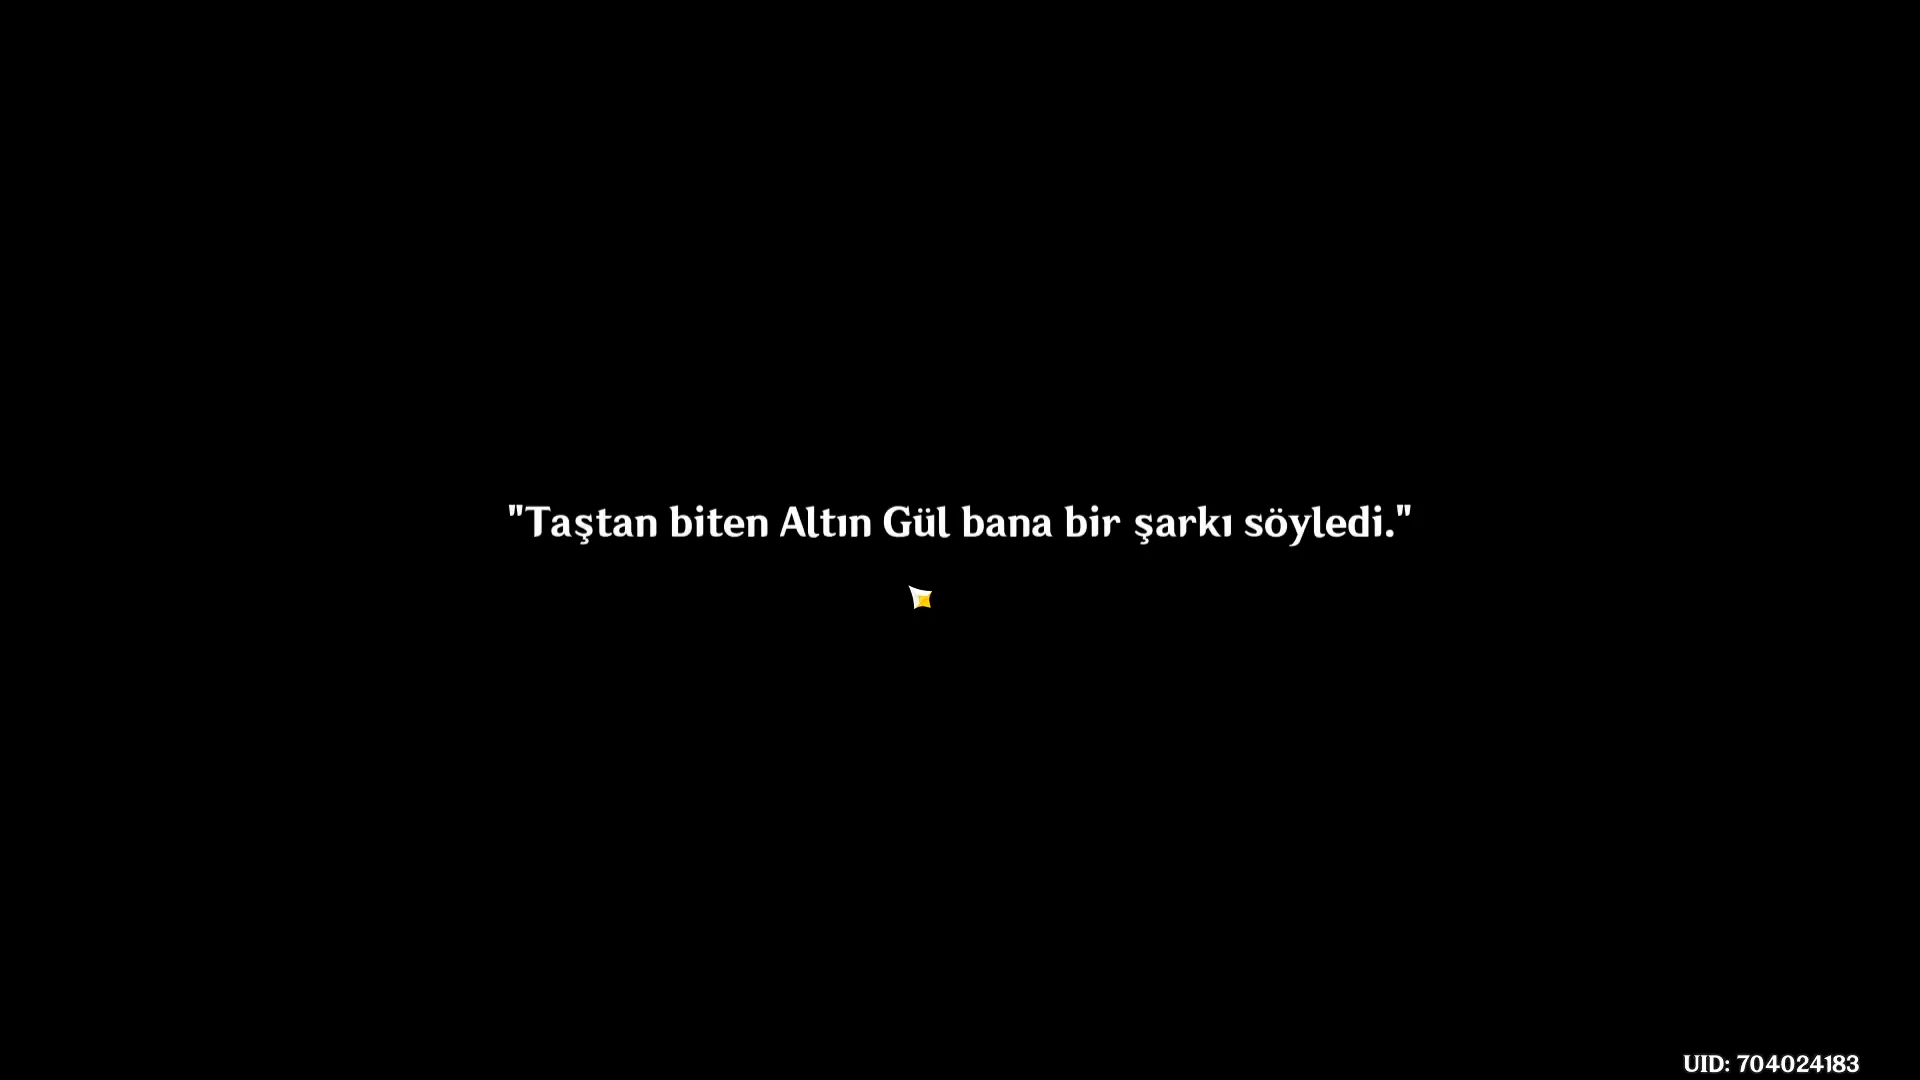 "Taştan biten Altın Gül bana bir şarkı söyledi."
UID: 704024183